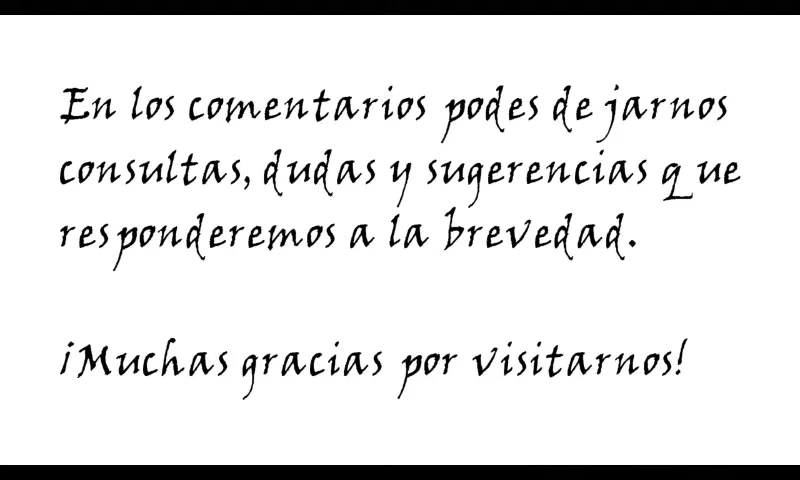 En los comentarios podes dejarnos
consultas, dudas y sugerencias que
responderemos a la brevedad.
¡Muchas gracias por visitarnos!